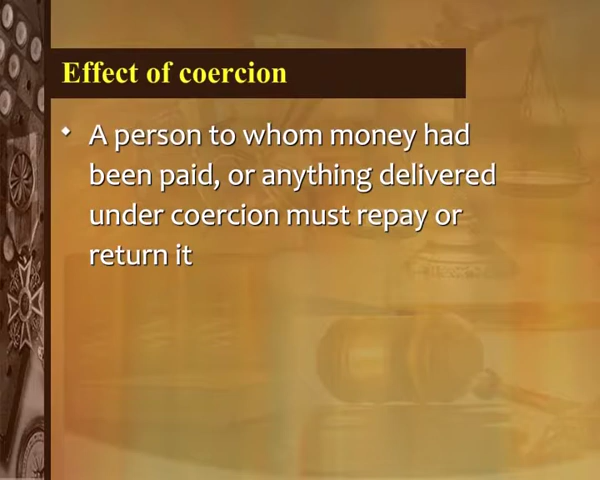 Effect of coercion
A person to whom money had
been paid, or anything delivered
under coercion must repay or
return it